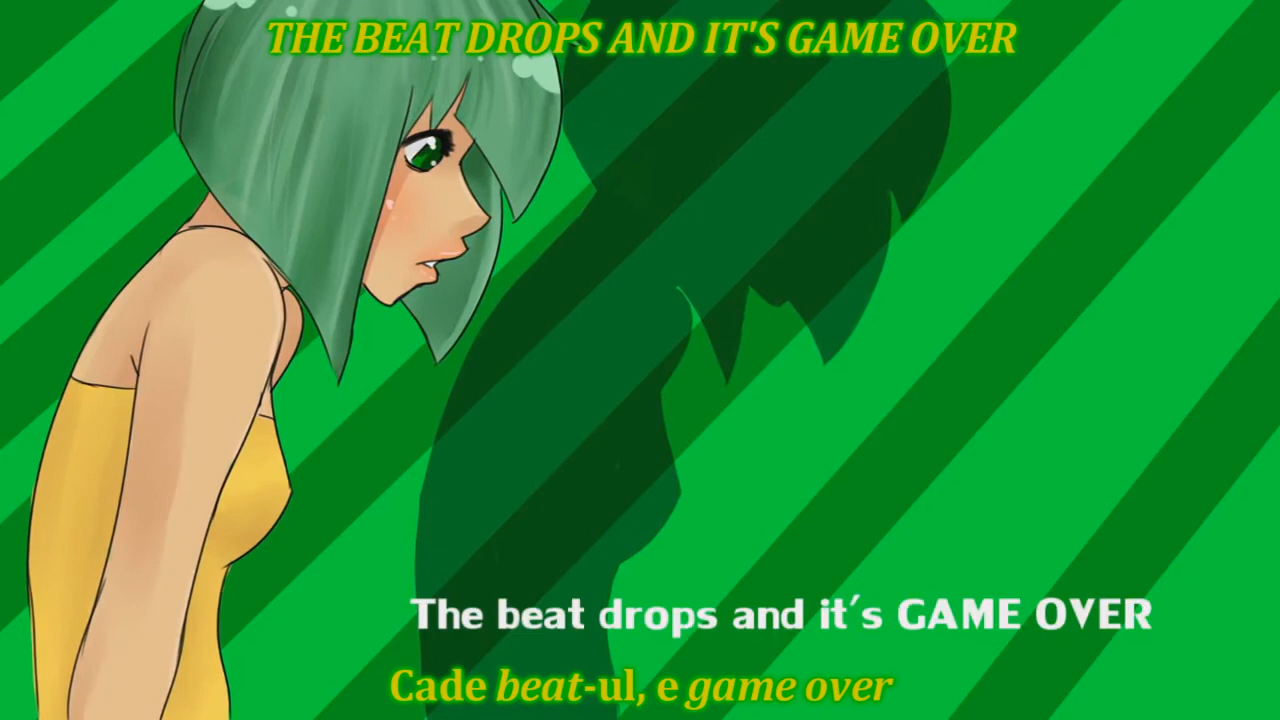 THE BEAT DROPS AND IT'S GAME OVER
The beat drops and it's GAME OVER
Cade beat-ul, e game over